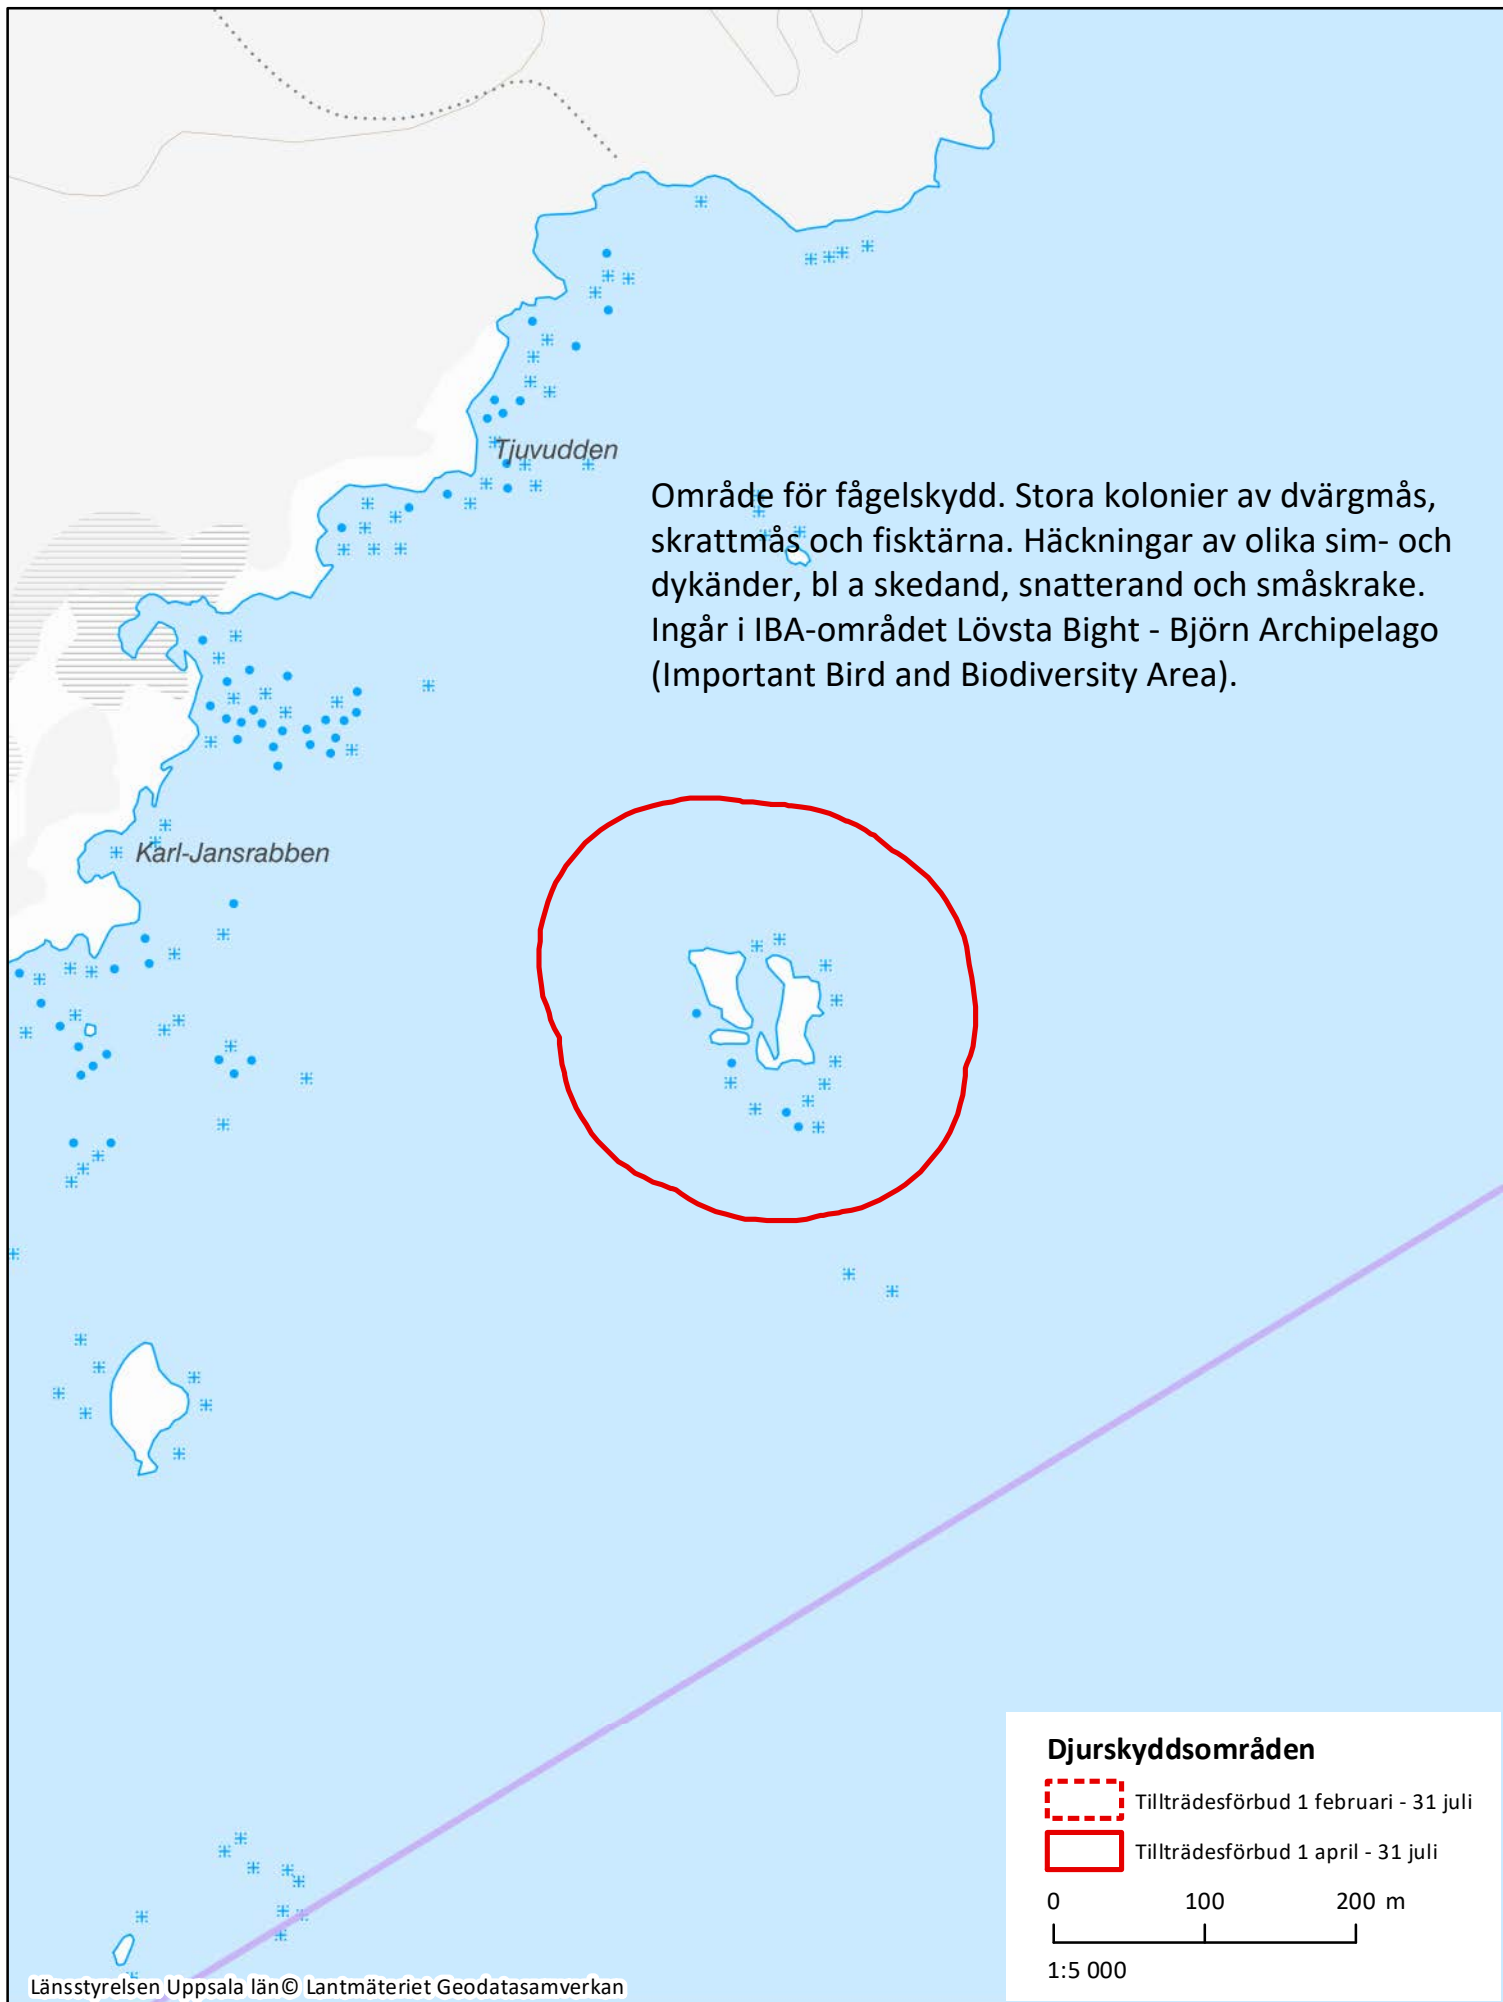 Tjuvudden
Område för fågelskydd. Stora kolonier av dvärgmås,
skrattmås och fisktärna. Häckningar av olika sim- och
dykänder, bl a skedand, snatterand och småskrake.
Ingår i IBA-området Lövsta Bight - Björn Archipelago
(Important Bird and Biodiversity Area).
Karl-Jansrabben
Djurskyddsområden
Tillträdesförbud 1 februari - 31 juli
Tillträdesförbud 1 april - 31 juli
0 100 200 m
1:5 000
Länsstyrelsen Uppsala län© Lantmäteriet Geodatasamverkan